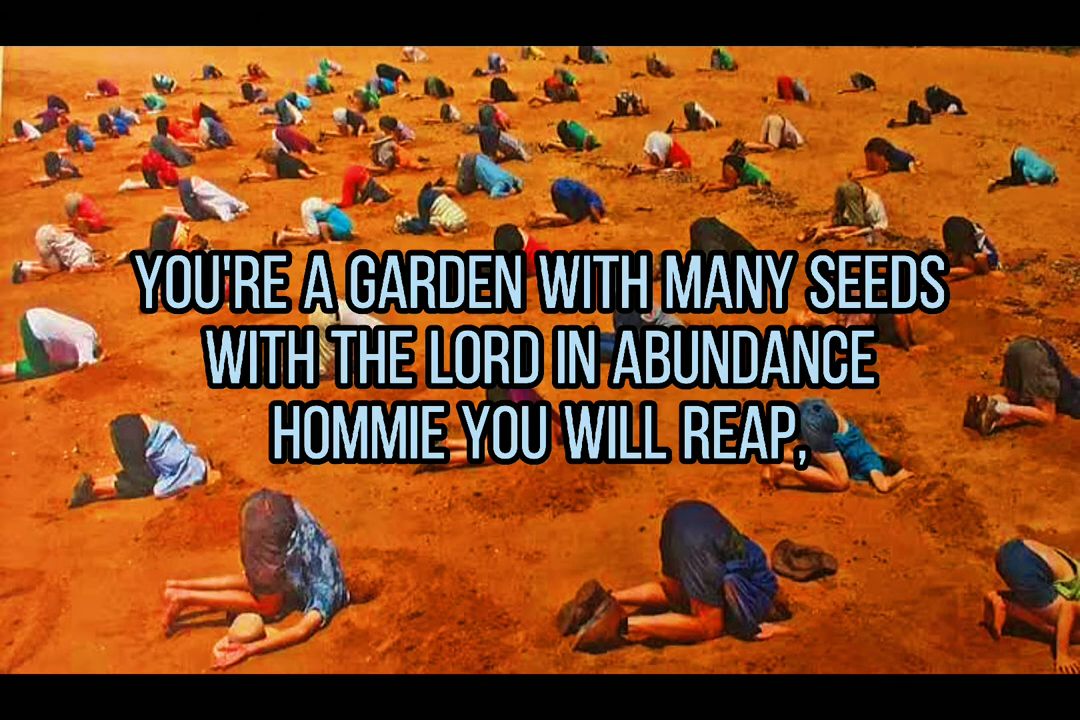 YOU'RE A GARDEN WITH MANY SEEDS
WITH THE LORD IN ABUNDANCE
HOMMIE YOU WILL REAP,